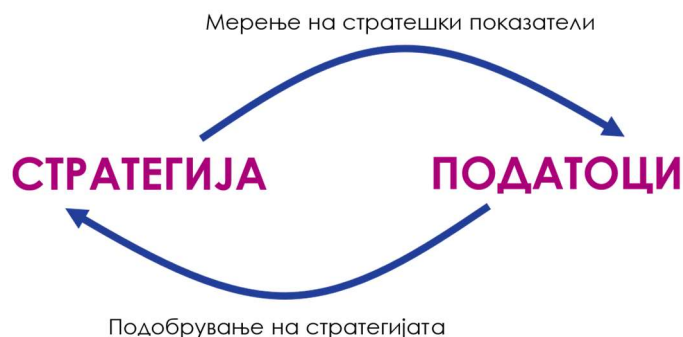 Мерење на стратешки показатели
СТРАТЕГИЈА
ПОДАТОЦИ
Подобрување на стратегијата